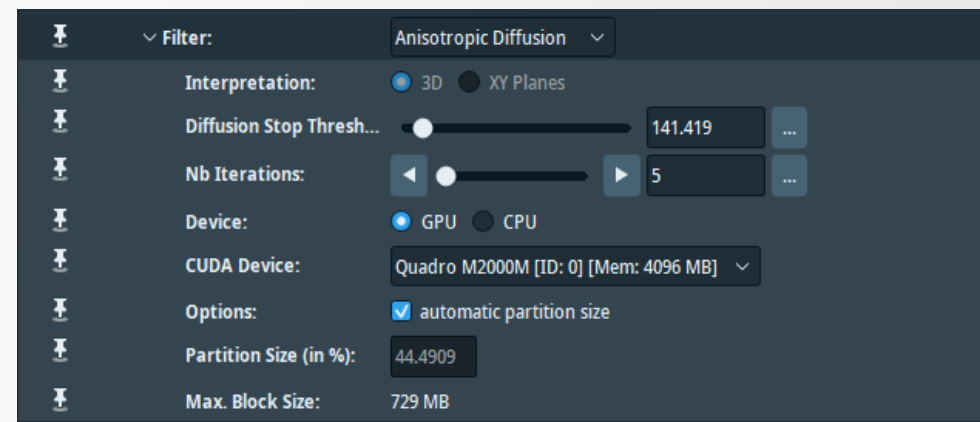 Filter: Anisotropic Diffusion
Interpretation: 3D XY Planes
Diffusion Stop Thresh... 141.419 ...
Nb Iterations: 5 ...
Device: GPU CPU
CUDA Device: Quadro M2000M [ID: 0] [Mem: 4096 MB]
Options: automatic partition size
Partition Size (in %): 44.4909
Max. Block Size: 729 MB